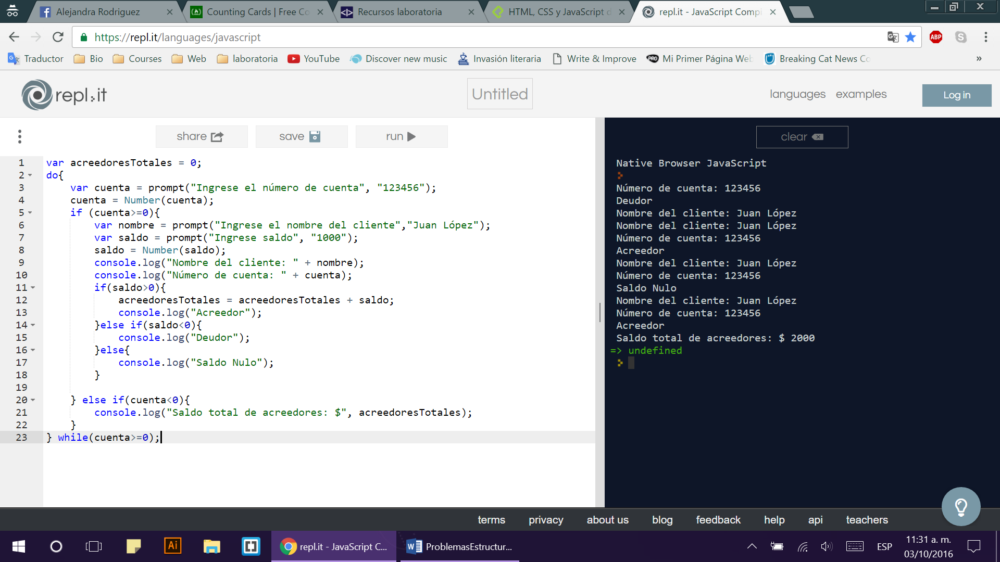 Alejandra Rodriguez
Counting Cards | Free Co
Recursos laboratoria
HTML, CSS y JavaScript d
repl.it - JavaScript Compi
https://repl.it/languages/javascript
ABP
S
Traductor
Bio
Courses
Web
laboratoria
YouTube
Discover new music
Invasión literaria
Write & Improve
PRO
Mi Primer Página Web
Breaking Cat News Co
»
repl.it
Untitled
languages
examples
Log in
share
save
run
clear
1 var acreedoresTotales = 0;
2 do{
3 var cuenta = prompt("Ingrese el número de cuenta", "123456");
4 cuenta = Number(cuenta);
5 if (cuenta>=0){
6 var nombre = prompt("Ingrese el nombre del cliente","Juan López");
7 var saldo = prompt("Ingrese saldo", "1000");
8 saldo = Number(saldo);
9 console.log("Nombre del cliente: " + nombre);
10 console.log("Número de cuenta: " + cuenta);
11 if(saldo>0){
12 acreedoresTotales = acreedoresTotales + saldo;
13 console.log("Acreedor");
14 }else if(saldo<0){
15 console.log("Deudor");
16 }else{
17 console.log("Saldo Nulo");
18 }
19
20 } else if(cuenta<0){
21 console.log("Saldo total de acreedores: $", acreedoresTotales);
22 }
23 } while(cuenta>=0);
Native Browser JavaScript
Número de cuenta: 123456
Deudor
Nombre del cliente: Juan López
Nombre del cliente: Juan López
Número de cuenta: 123456
Acreedor
Nombre del cliente: Juan López
Número de cuenta: 123456
Saldo Nulo
Nombre del cliente: Juan López
Número de cuenta: 123456
Acreedor
Saldo total de acreedores: $ 2000
=> undefined
terms
privacy
about us
blog
feedback
help
api
teachers
Ai
repl.it - JavaScript C...
ProblemasEstructur...
ESP
11:31 a. m.
03/10/2016